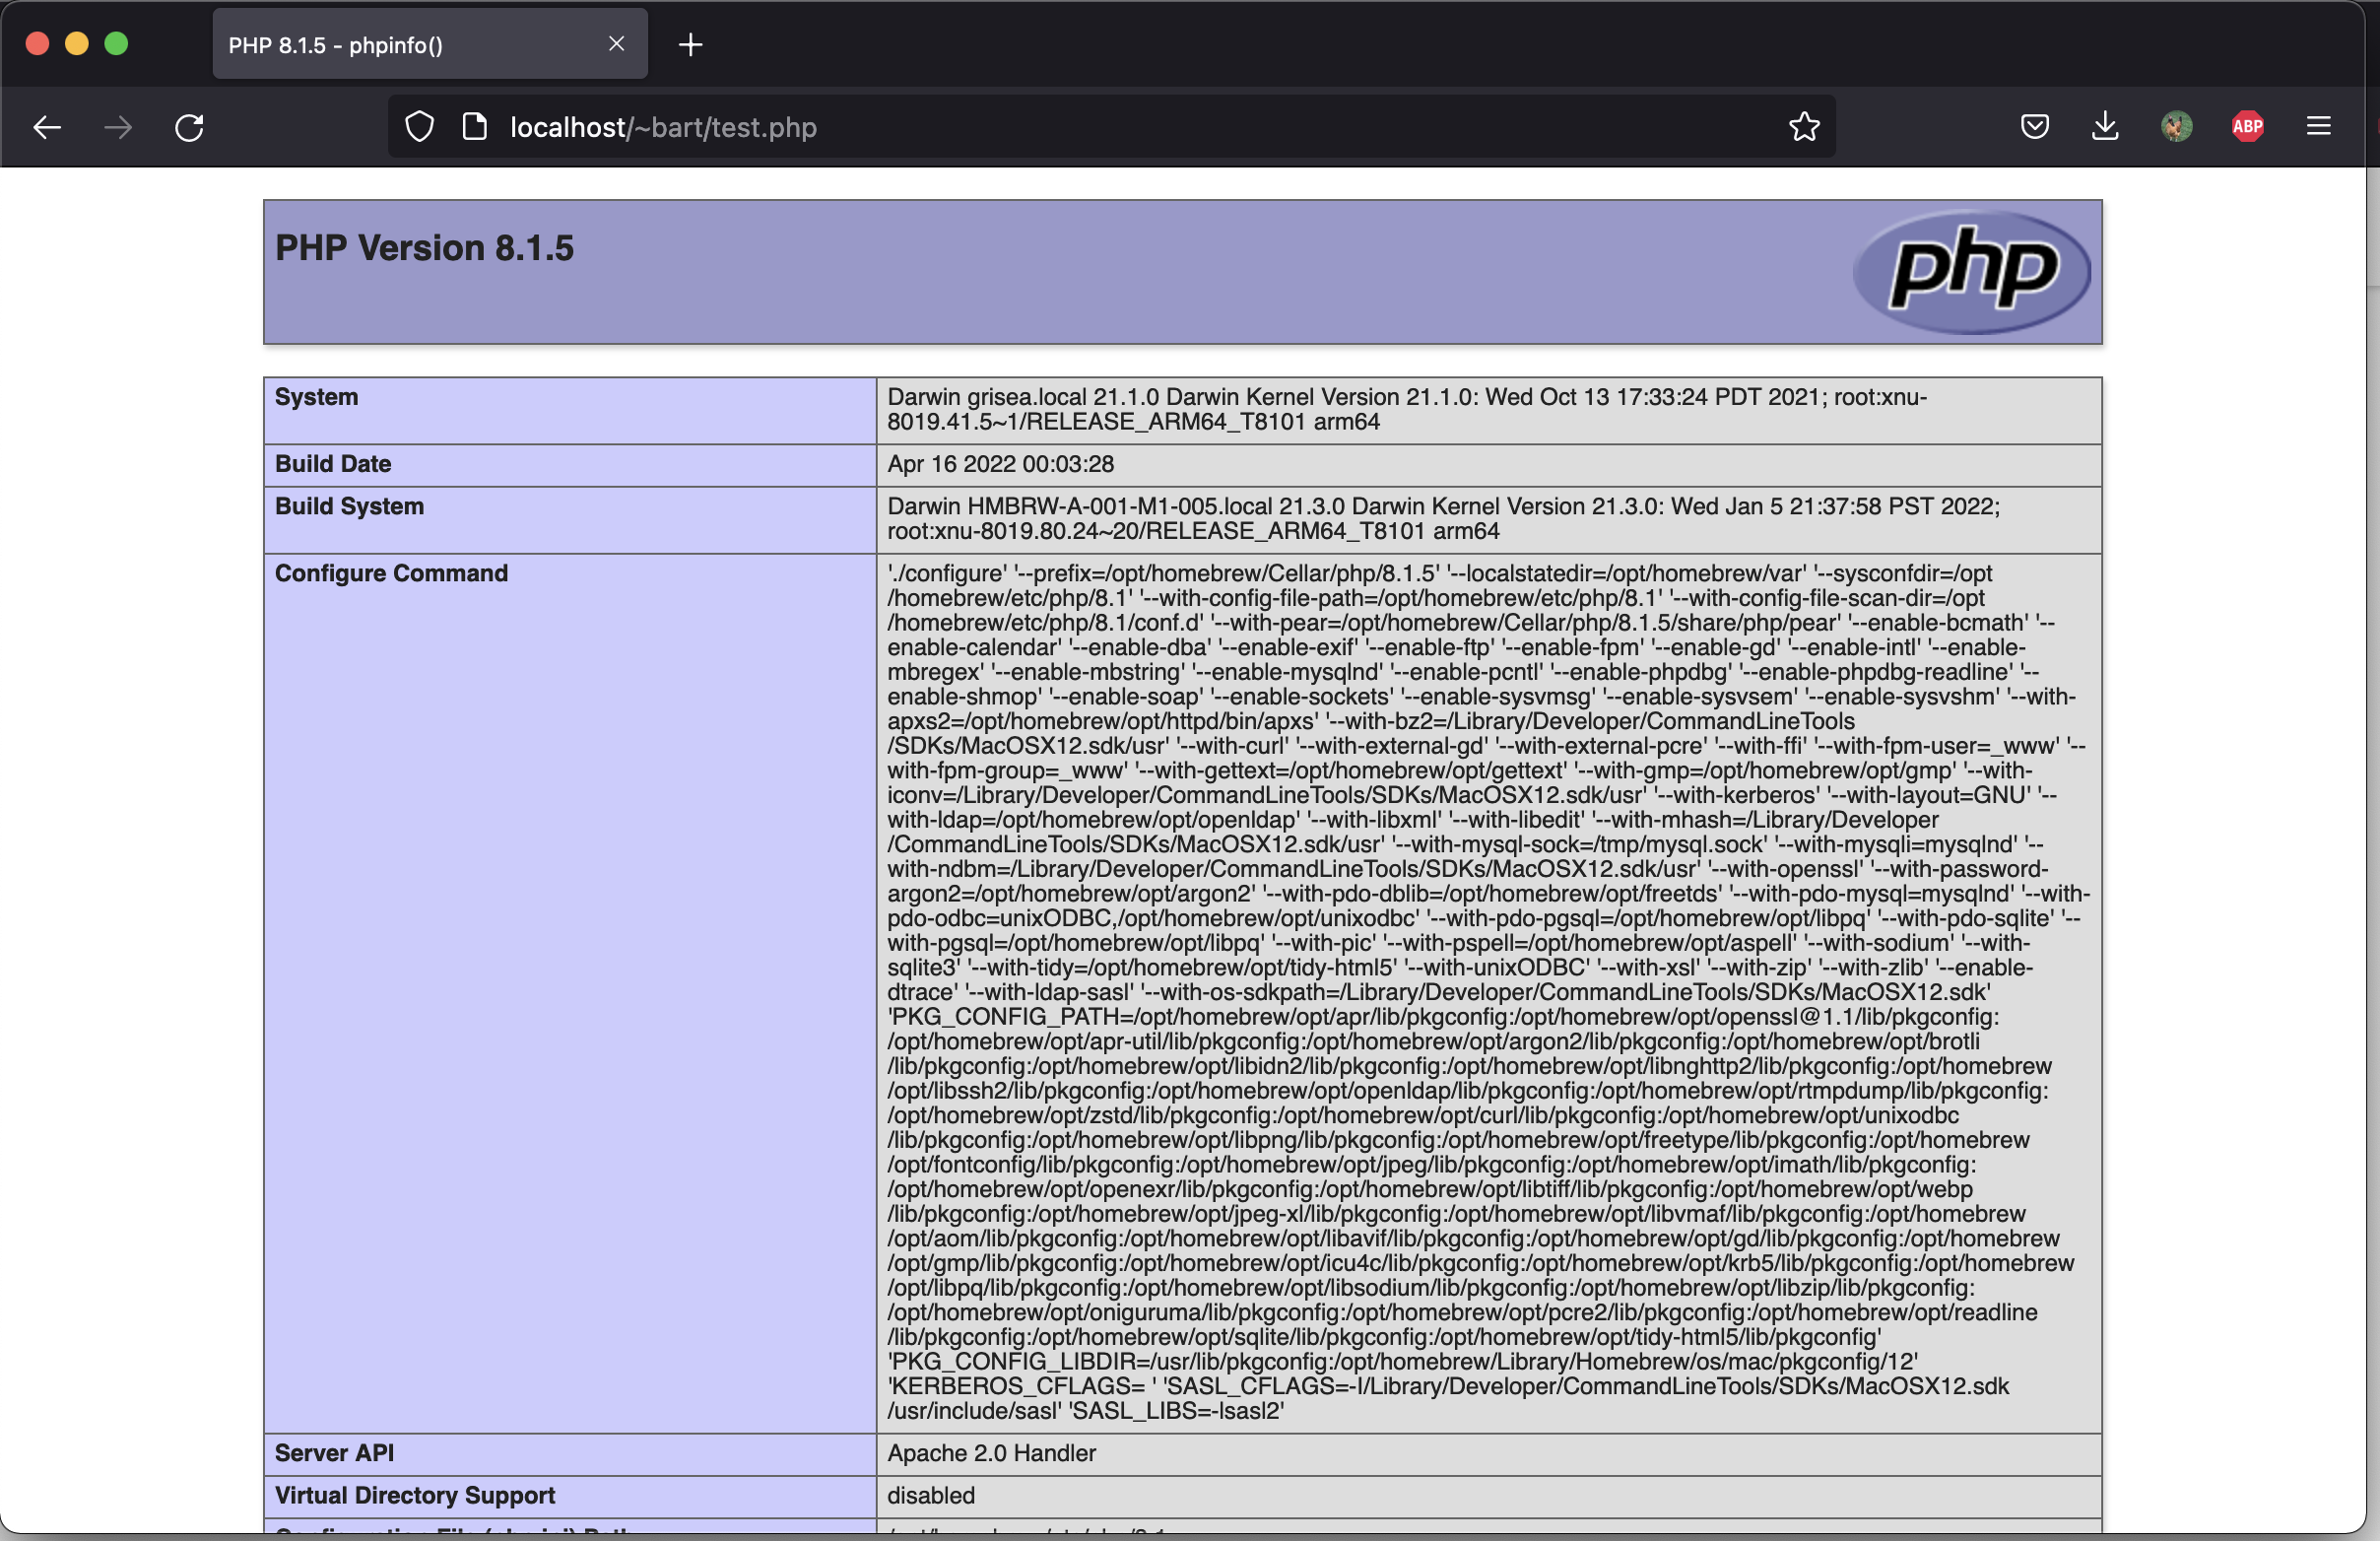 PHP 8.1.5 - phpinfo()
localhost/~bart/test.php
ABP
PHP Version 8.1.5
php
System
Darwin grisea.local 21.1.0 Darwin Kernel Version 21.1.0: Wed Oct 13 17:33:24 PDT 2021; root:xnu-
8019.41.5~1/RELEASE_ARM64_T8101 arm64
Build Date
Apr 16 2022 00:03:28
Build System
Darwin HMBRW-A-001-M1-005.local 21.3.0 Darwin Kernel Version 21.3.0: Wed Jan 5 21:37:58 PST 2022;
root:xnu-8019.80.24~20/RELEASE_ARM64_T8101 arm64
Configure Command
'./configure' '--prefix=/opt/homebrew/Cellar/php/8.1.5' '--localstatedir=/opt/homebrew/var' '--sysconfdir=/opt
/homebrew/etc/php/8.1' '--with-config-file-path=/opt/homebrew/etc/php/8.1' '--with-config-file-scan-dir=/opt
/homebrew/etc/php/8.1/conf.d' '--with-pear=/opt/homebrew/Cellar/php/8.1.5/share/php/pear' '--enable-bcmath' '--
enable-calendar' '--enable-dba' '--enable-exif' '--enable-ftp' '--enable-fpm' '--enable-gd' '--enable-intl' '--enable-
mbregex' '--enable-mbstring' '--enable-mysqlnd' '--enable-pcntl' '--enable-phpdbg' '--enable-phpdbg-readline' '--
enable-shmop' '--enable-soap' '--enable-sockets' '--enable-sysvmsg' '--enable-sysvsem' '--enable-sysvshm' '--with-
apxs2=/opt/homebrew/opt/httpd/bin/apxs' '--with-bz2=/Library/Developer/CommandLineTools
/SDKs/MacOSX12.sdk/usr' '--with-curl' '--with-external-gd' '--with-external-pcre' '--with-ffi' '--with-fpm-user=_www' '--
with-fpm-group=_www' '--with-gettext=/opt/homebrew/opt/gettext' '--with-gmp=/opt/homebrew/opt/gmp' '--with-
iconv=/Library/Developer/CommandLineTools/SDKs/MacOSX12.sdk/usr' '--with-kerberos' '--with-layout=GNU' '--
with-ldap=/opt/homebrew/opt/openldap' '--with-libxml' '--with-libedit' '--with-mhash=/Library/Developer
/CommandLineTools/SDKs/MacOSX12.sdk/usr' '--with-mysql-sock=/tmp/mysql.sock' '--with-mysqli=mysqlnd' '--
with-ndbm=/Library/Developer/CommandLineTools/SDKs/MacOSX12.sdk/usr' '--with-openssl' '--with-password-
argon2=/opt/homebrew/opt/argon2' '--with-pdo-dblib=/opt/homebrew/opt/freetds' '--with-pdo-mysql=mysqlnd' '--with-
pdo-odbc=unixODBC,/opt/homebrew/opt/unixodbc' '--with-pdo-pgsql=/opt/homebrew/opt/libpq' '--with-pdo-sqlite' '--
with-pgsql=/opt/homebrew/opt/libpq' '--with-pic' '--with-pspell=/opt/homebrew/opt/aspell' '--with-sodium' '--with-
sqlite3' '--with-tidy=/opt/homebrew/opt/tidy-html5' '--with-unixODBC' '--with-xsl' '--with-zip' '--with-zlib' '--enable-
dtrace' '--with-ldap-sasl' '--with-os-sdkpath=/Library/Developer/CommandLineTools/SDKs/MacOSX12.sdk'
'PKG_CONFIG_PATH=/opt/homebrew/opt/apr/lib/pkgconfig:/opt/homebrew/opt/openssl@1.1/lib/pkgconfig:
/opt/homebrew/opt/apr-util/lib/pkgconfig:/opt/homebrew/opt/argon2/lib/pkgconfig:/opt/homebrew/opt/brotli
/lib/pkgconfig:/opt/homebrew/opt/libidn2/lib/pkgconfig:/opt/homebrew/opt/libnghttp2/lib/pkgconfig:/opt/homebrew
/opt/libssh2/lib/pkgconfig:/opt/homebrew/opt/openldap/lib/pkgconfig:/opt/homebrew/opt/rtmpdump/lib/pkgconfig:
/opt/homebrew/opt/zstd/lib/pkgconfig:/opt/homebrew/opt/curl/lib/pkgconfig:/opt/homebrew/opt/unixodbc
/lib/pkgconfig:/opt/homebrew/opt/libpng/lib/pkgconfig:/opt/homebrew/opt/freetype/lib/pkgconfig:/opt/homebrew
/opt/fontconfig/lib/pkgconfig:/opt/homebrew/opt/jpeg/lib/pkgconfig:/opt/homebrew/opt/imath/lib/pkgconfig:
/opt/homebrew/opt/openexr/lib/pkgconfig:/opt/homebrew/opt/libtiff/lib/pkgconfig:/opt/homebrew/opt/webp
/lib/pkgconfig:/opt/homebrew/opt/jpeg-xl/lib/pkgconfig:/opt/homebrew/opt/libvmaf/lib/pkgconfig:/opt/homebrew
/opt/aom/lib/pkgconfig:/opt/homebrew/opt/libavif/lib/pkgconfig:/opt/homebrew/opt/gd/lib/pkgconfig:/opt/homebrew
/opt/gmp/lib/pkgconfig:/opt/homebrew/opt/icu4c/lib/pkgconfig:/opt/homebrew/opt/krb5/lib/pkgconfig:/opt/homebrew
/opt/libpq/lib/pkgconfig:/opt/homebrew/opt/libsodium/lib/pkgconfig:/opt/homebrew/opt/libzip/lib/pkgconfig:
/opt/homebrew/opt/oniguruma/lib/pkgconfig:/opt/homebrew/opt/pcre2/lib/pkgconfig:/opt/homebrew/opt/readline
/lib/pkgconfig:/opt/homebrew/opt/sqlite/lib/pkgconfig:/opt/homebrew/opt/tidy-html5/lib/pkgconfig'
'PKG_CONFIG_LIBDIR=/usr/lib/pkgconfig:/opt/homebrew/Library/Homebrew/os/mac/pkgconfig/12'
'KERBEROS_CFLAGS= ' 'SASL_CFLAGS=-I/Library/Developer/CommandLineTools/SDKs/MacOSX12.sdk
/usr/include/sasl' 'SASL_LIBS=-lsasl2'
Server API
Apache 2.0 Handler
Virtual Directory Support
disabled